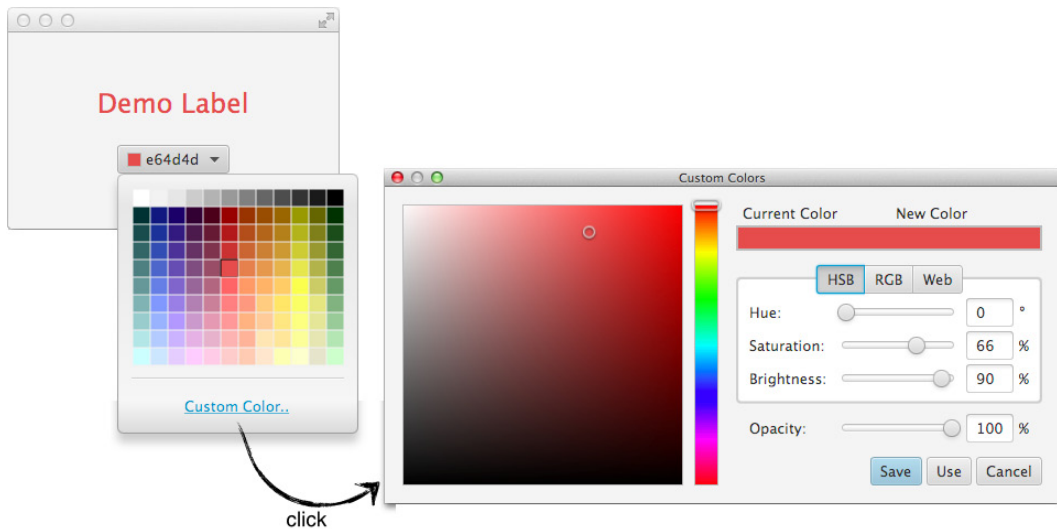 Demo Label
e64d4d
Custom Color..
click
Custom Colors
Current Color New Color
HSB RGB Web
Hue: 0 °
Saturation: 66 %
Brightness: 90 %
Opacity: 100 %
Save Use Cancel